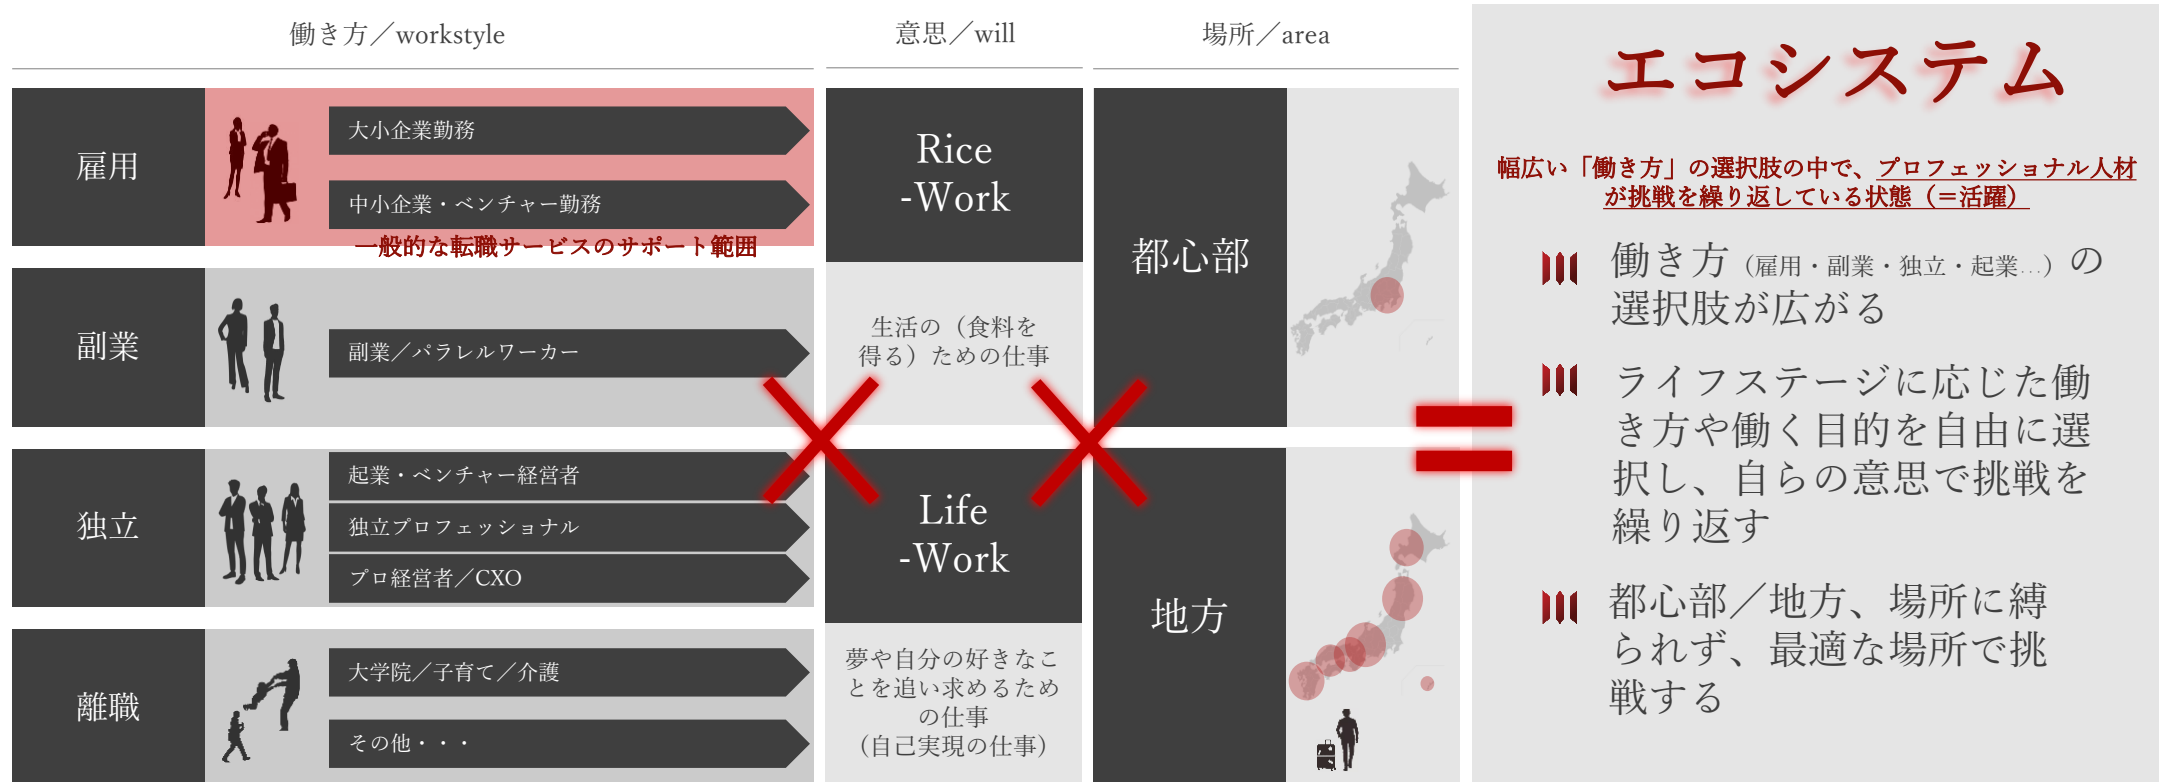 働き方／workstyle
意思／will
場所／area
雇用
大小企業勤務
中小企業・ベンチャー勤務
一般的な転職サービスのサポート範囲
副業
副業／パラレルワーカー
独立
起業・ベンチャー経営者
独立プロフェッショナル
プロ経営者／CXO
離職
大学院／子育て／介護
その他・・・
Rice
-Work
生活の（食料を
得る）ための仕事
Life
-Work
夢や自分の好きなこ
とを追い求めるため
の仕事
（自己実現の仕事）
都心部
地方
エコシステム
幅広い「働き方」の選択肢の中で、プロフェッショナル人材
が挑戦を繰り返している状態（＝活躍）
働き方（雇用・副業・独立・起業…）の
選択肢が広がる
ライフステージに応じた働
き方や働く目的を自由に選
択し、自らの意思で挑戦を
繰り返す
都心部／地方、場所に縛
られず、最適な場所で挑
戦する